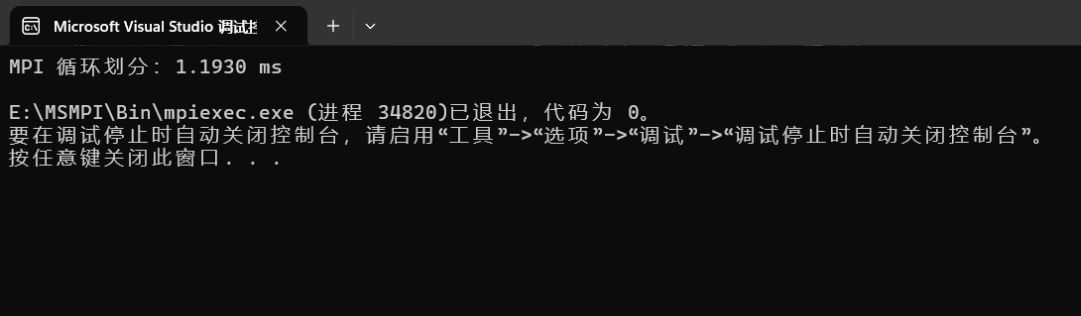 Microsoft Visual Studio 调试
MPI 循环划分: 1.1930 ms
E:\MSMPI\Bin\mpiexec.exe (进程 34820)已退出，代码为 0。
要在调试停止时自动关闭控制台，请启用“工具”->“选项”->“调试”->“调试停止时自动关闭控制台”。
按任意键关闭此窗口. . .